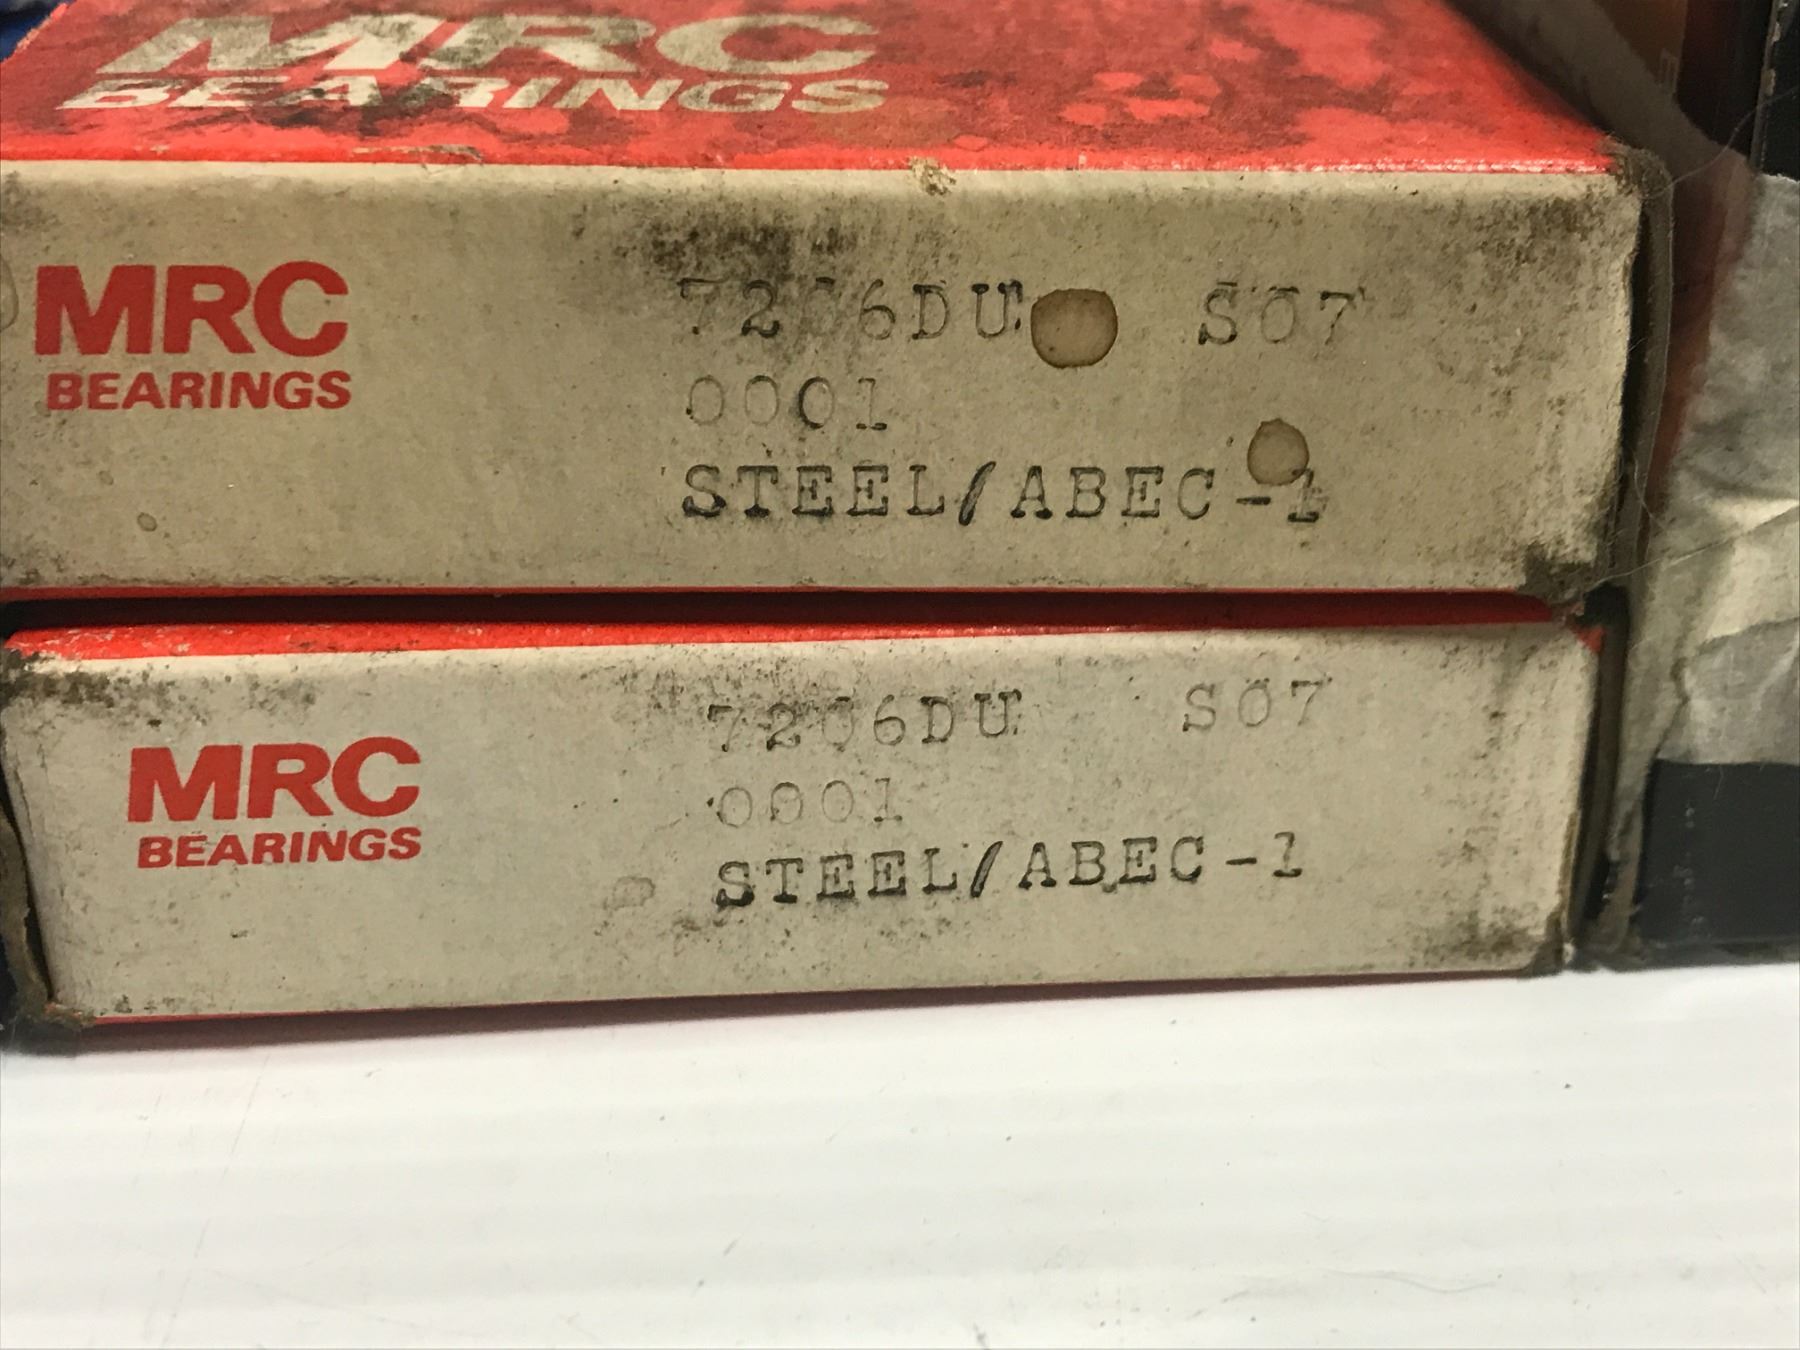 MRC
BEARINGS
MRC
BEARINGS
7206DU S07
0001
STEEL/ABEC-1
MRC
BEARINGS
7206DU S07
0001
STEEL/ABEC-1